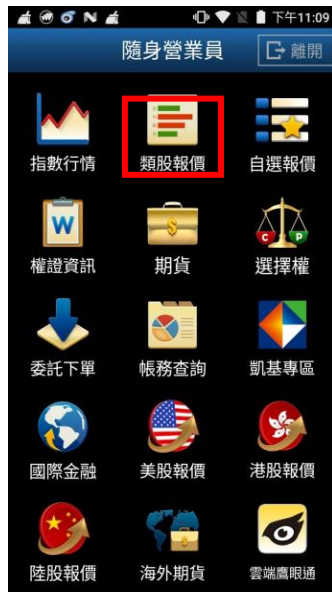 下午11:09
隨身營業員
離開
指數行情
類股報價
自選報價
W
$
C P
權證資訊
期貨
選擇權
委託下單
帳務查詢
凱基專區
國際金融
美股報價
港股報價
陸股報價
海外期貨
雲端鷹眼通